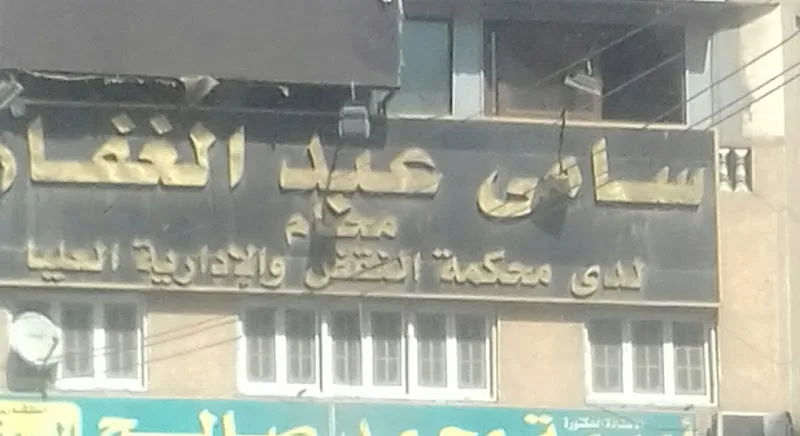 سامى عبد الغفار
محام
لدى محكمة النقض والإدارية العليا